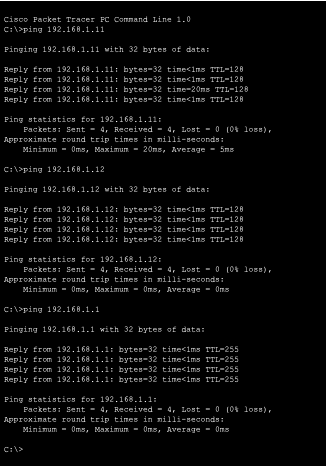 Cisco Packet Tracer PC Command Line 1.0
C:\>ping 192.168.1.11
Pinging 192.168.1.11 with 32 bytes of data:
Reply from 192.168.1.11: bytes=32 time<1ms TTL=128
Reply from 192.168.1.11: bytes=32 time<1ms TTL=128
Reply from 192.168.1.11: bytes=32 time=20ms TTL=128
Reply from 192.168.1.11: bytes=32 time<1ms TTL=128
Ping statistics for 192.168.1.11:
Packets: Sent = 4, Received = 4, Lost = 0 (0% loss),
Approximate round trip times in milli-seconds:
Minimum = 0ms, Maximum = 20ms, Average = 5ms
C:\>ping 192.168.1.12
Pinging 192.168.1.12 with 32 bytes of data:
Reply from 192.168.1.12: bytes=32 time<1ms TTL=128
Reply from 192.168.1.12: bytes=32 time<1ms TTL=128
Reply from 192.168.1.12: bytes=32 time<1ms TTL=128
Reply from 192.168.1.12: bytes=32 time<1ms TTL=128
Ping statistics for 192.168.1.12:
Packets: Sent = 4, Received = 4, Lost = 0 (0% loss),
Approximate round trip times in milli-seconds:
Minimum = 0ms, Maximum = 0ms, Average = 0ms
C:\>ping 192.168.1.1
Pinging 192.168.1.1 with 32 bytes of data:
Reply from 192.168.1.1: bytes=32 time<1ms TTL=255
Reply from 192.168.1.1: bytes=32 time<1ms TTL=255
Reply from 192.168.1.1: bytes=32 time<1ms TTL=255
Reply from 192.168.1.1: bytes=32 time<1ms TTL=255
Ping statistics for 192.168.1.1:
Packets: Sent = 4, Received = 4, Lost = 0 (0% loss),
Approximate round trip times in milli-seconds:
Minimum = 0ms, Maximum = 0ms, Average = 0ms
C:\>